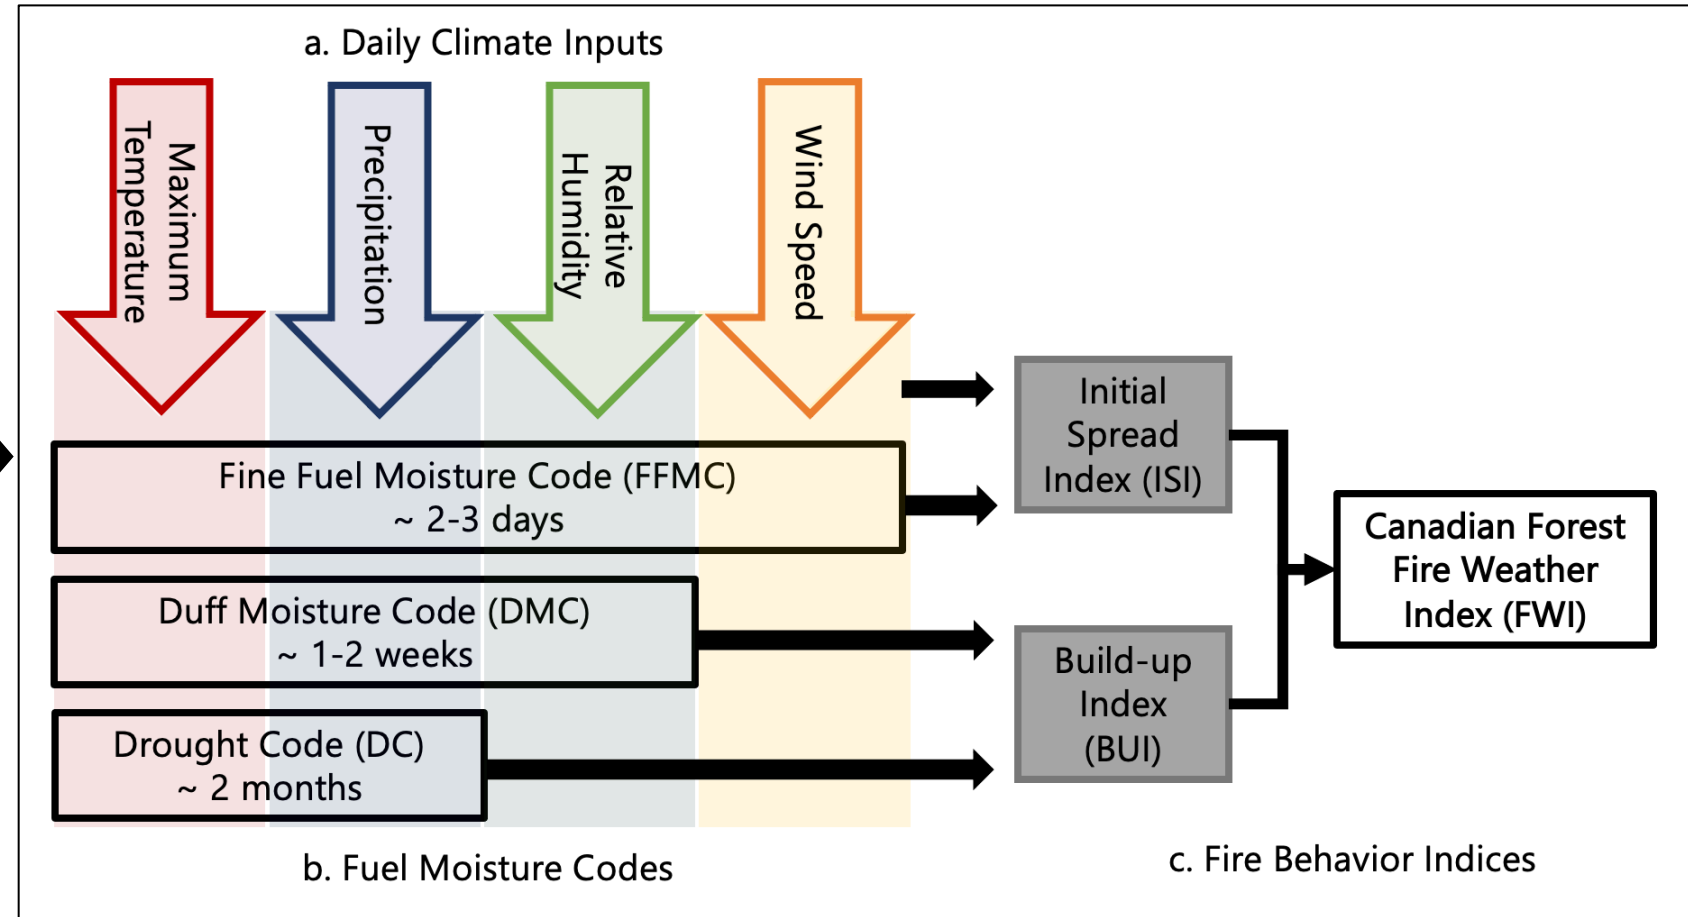 a. Daily Climate Inputs
Maximum
Temperature
Precipitation
Relative
Humidity
Wind Speed
Fine Fuel Moisture Code (FFMC)
~ 2-3 days
Duff Moisture Code (DMC)
~ 1-2 weeks
Drought Code (DC)
~ 2 months
b. Fuel Moisture Codes
Initial
Spread
Index (ISI)
Build-up
Index
(BUI)
Canadian Forest
Fire Weather
Index (FWI)
c. Fire Behavior Indices